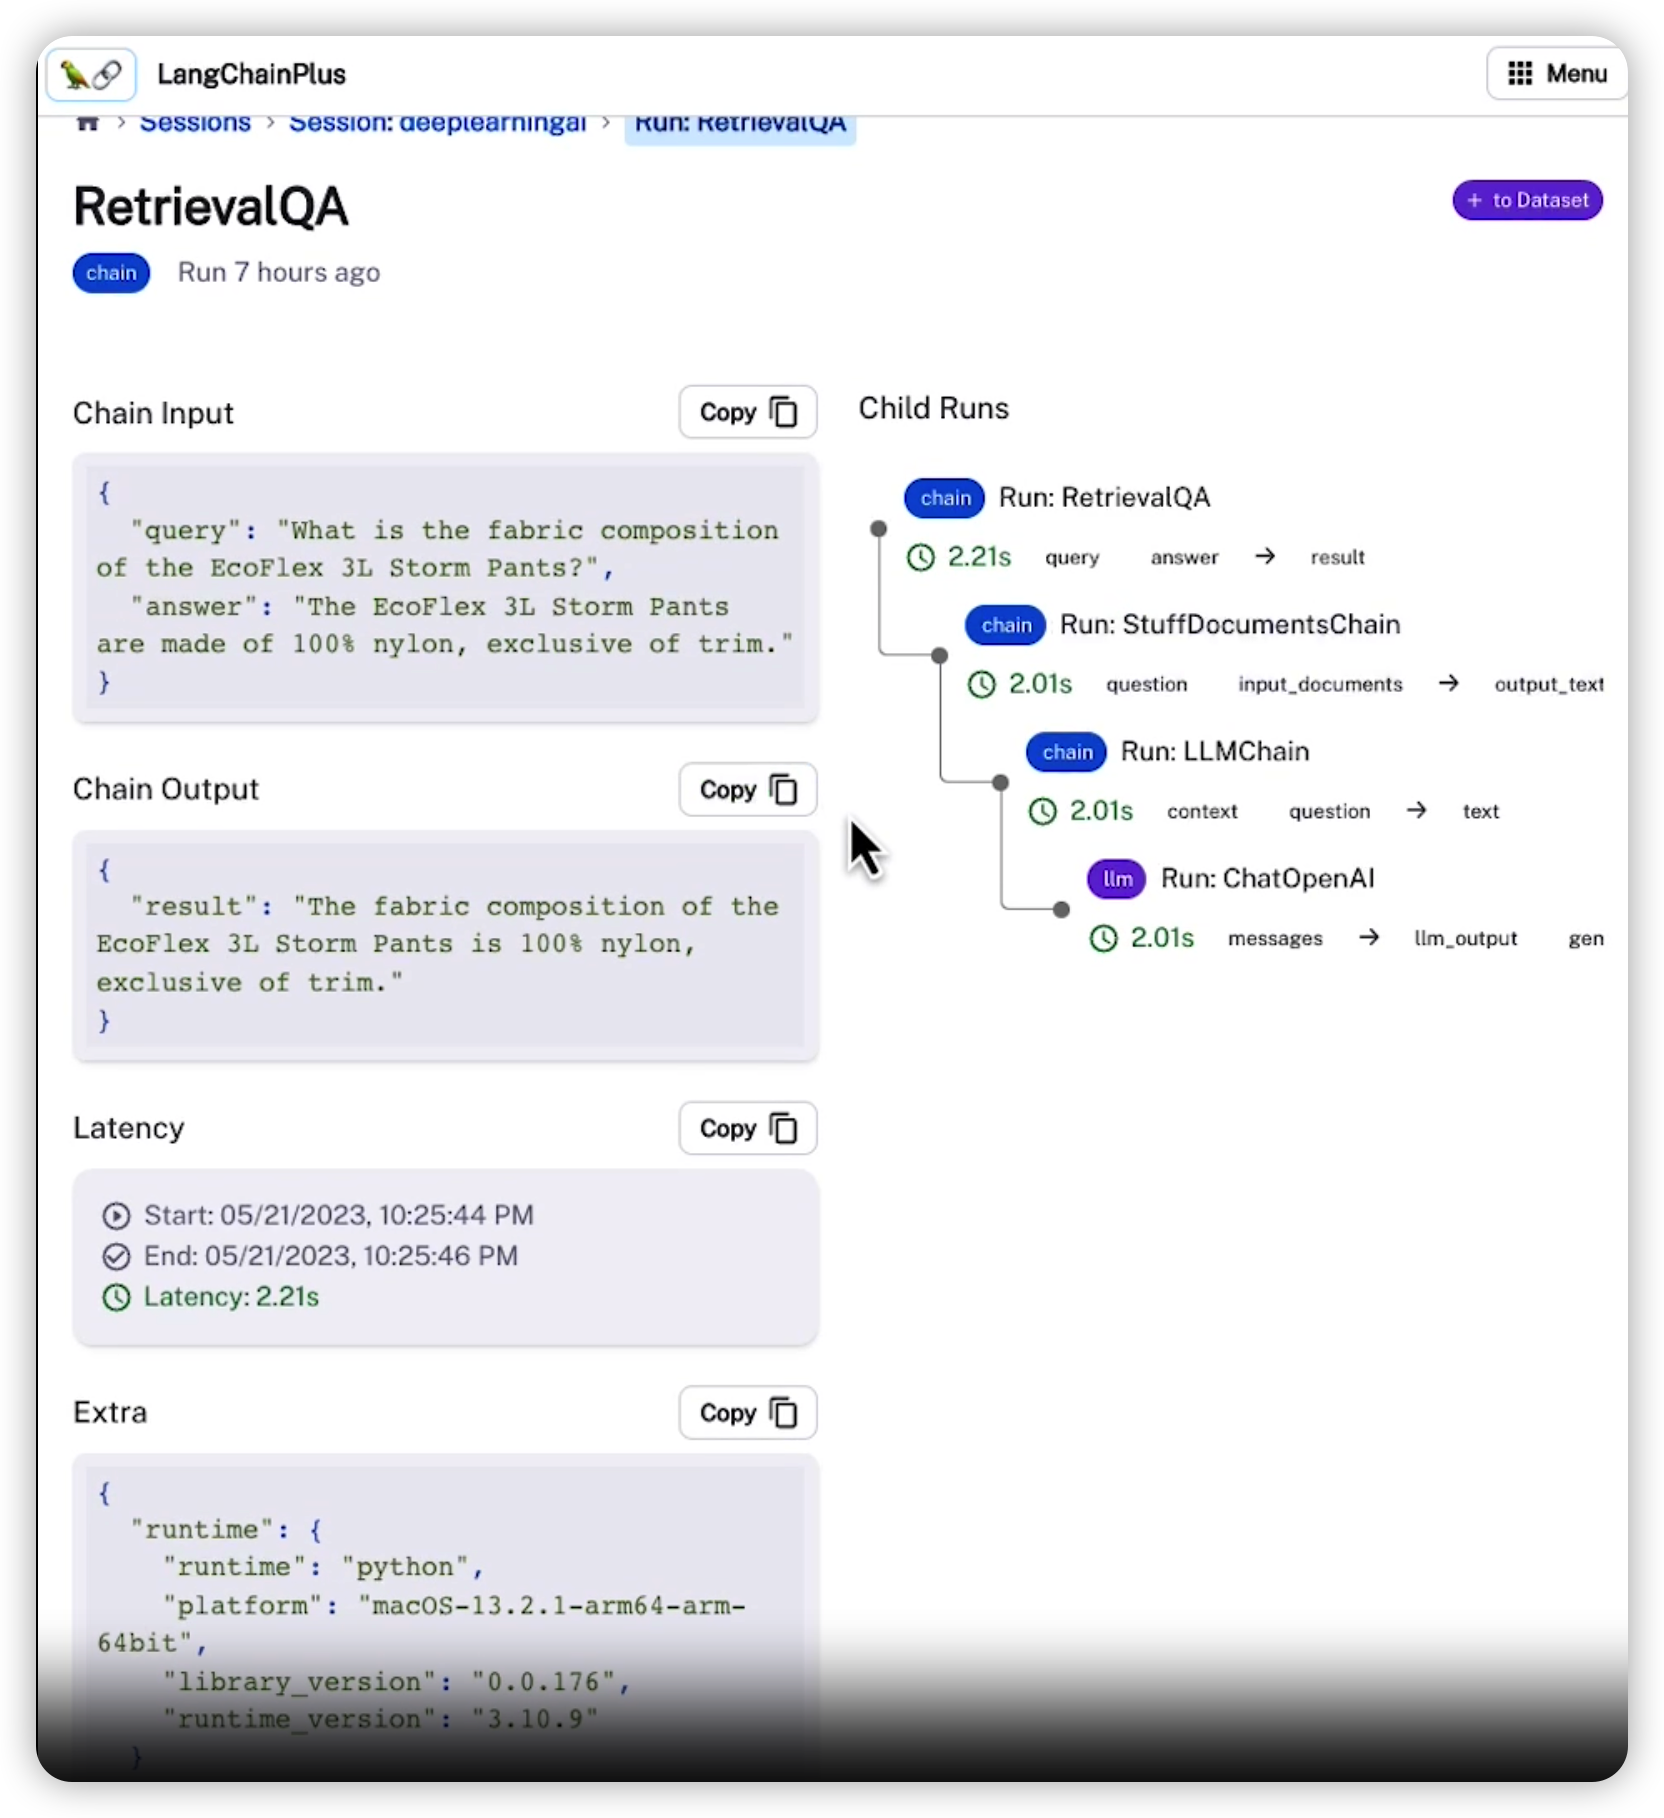 LangChainPlus
Menu
Sessions > Session: deeplearningai > Run: RetrievalQA
RetrievalQA
+ to Dataset
chain Run 7 hours ago
Chain Input
Copy
{
"query": "What is the fabric composition
of the EcoFlex 3L Storm Pants?",
"answer": "The EcoFlex 3L Storm Pants
are made of 100% nylon, exclusive of trim."
}
Chain Output
Copy
{
"result": "The fabric composition of the
EcoFlex 3L Storm Pants is 100% nylon,
exclusive of trim."
}
Latency
Copy
Start: 05/21/2023, 10:25:44 PM
End: 05/21/2023, 10:25:46 PM
Latency: 2.21s
Extra
Copy
{
"runtime": {
"runtime": "python",
"platform": "macOS-13.2.1-arm64-arm-
64bit",
"library_version": "0.0.176",
"runtime_version": "3.10.9"
}
Child Runs
chain Run: RetrievalQA
2.21s query answer → result
chain Run: StuffDocumentsChain
2.01s question input_documents → output_text
chain Run: LLMChain
2.01s context question → text
llm Run: ChatOpenAI
2.01s messages → llm_output gen